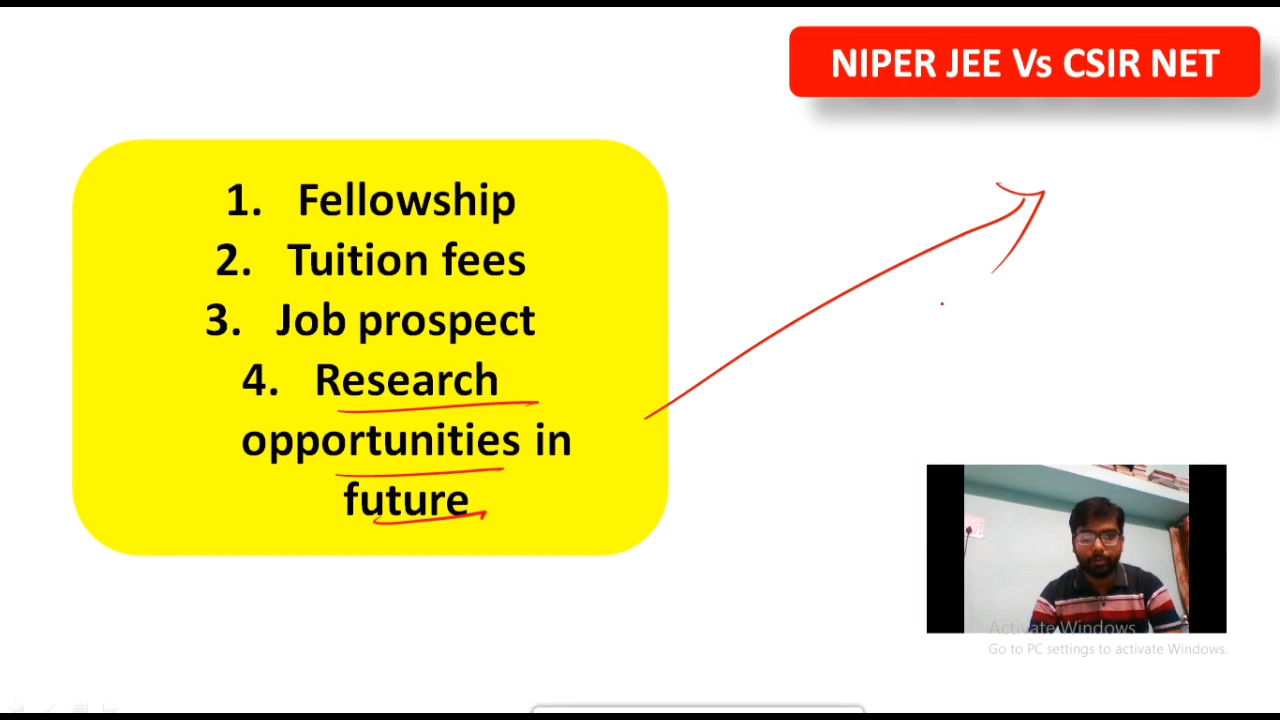 NIPER JEE Vs CSIR NET
1. Fellowship
2. Tuition fees
3. Job prospect
4. Research
opportunities in
future
Activate Windows
Go to PC settings to activate Windows.